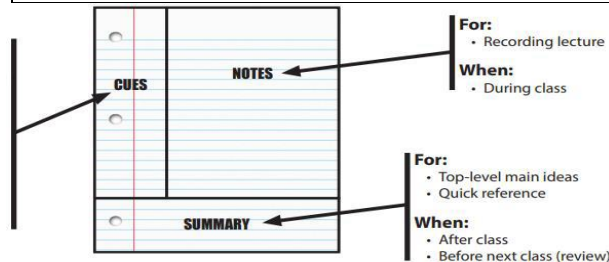 CUES
NOTES
For:
• Recording lecture
When:
• During class
SUMMARY
For:
• Top-level main ideas
• Quick reference
When:
• After class
• Before next class (review)